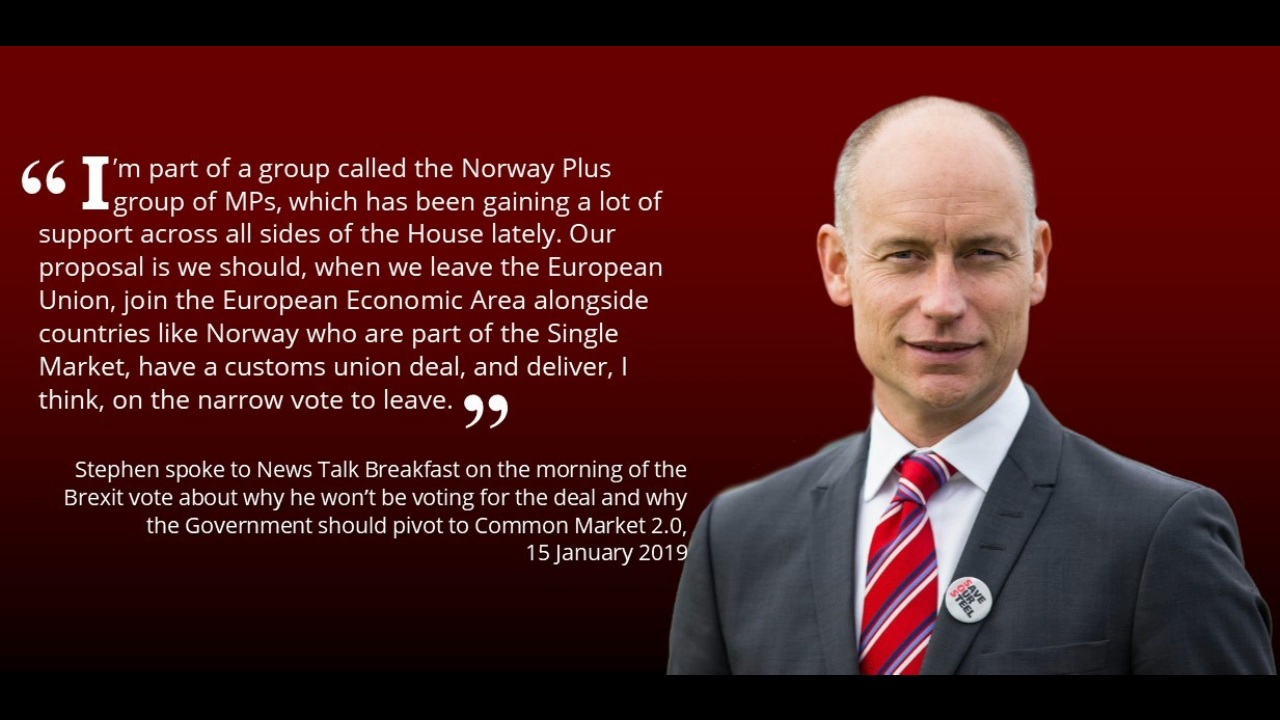 “I’m part of a group called the Norway Plus
group of MPs, which has been gaining a lot of
support across all sides of the House lately. Our
proposal is we should, when we leave the European
Union, join the European Economic Area alongside
countries like Norway who are part of the Single
Market, have a customs union deal, and deliver, I
think, on the narrow vote to leave.”
Stephen spoke to News Talk Breakfast on the morning of the
Brexit vote about why he won’t be voting for the deal and why
the Government should pivot to Common Market 2.0,
15 January 2019
SAVE
OUR
STEEL